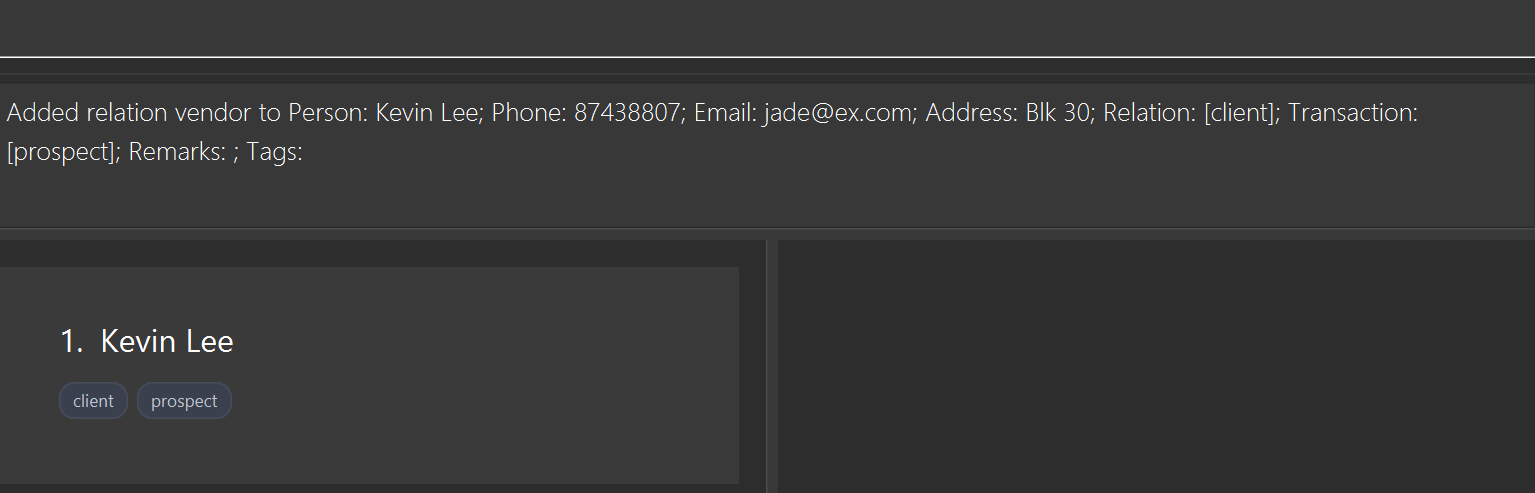 Added relation vendor to Person: Kevin Lee; Phone: 87438807; Email: jade@ex.com; Address: Blk 30; Relation: [client]; Transaction:
[prospect]; Remarks: ; Tags:
1. Kevin Lee
client prospect